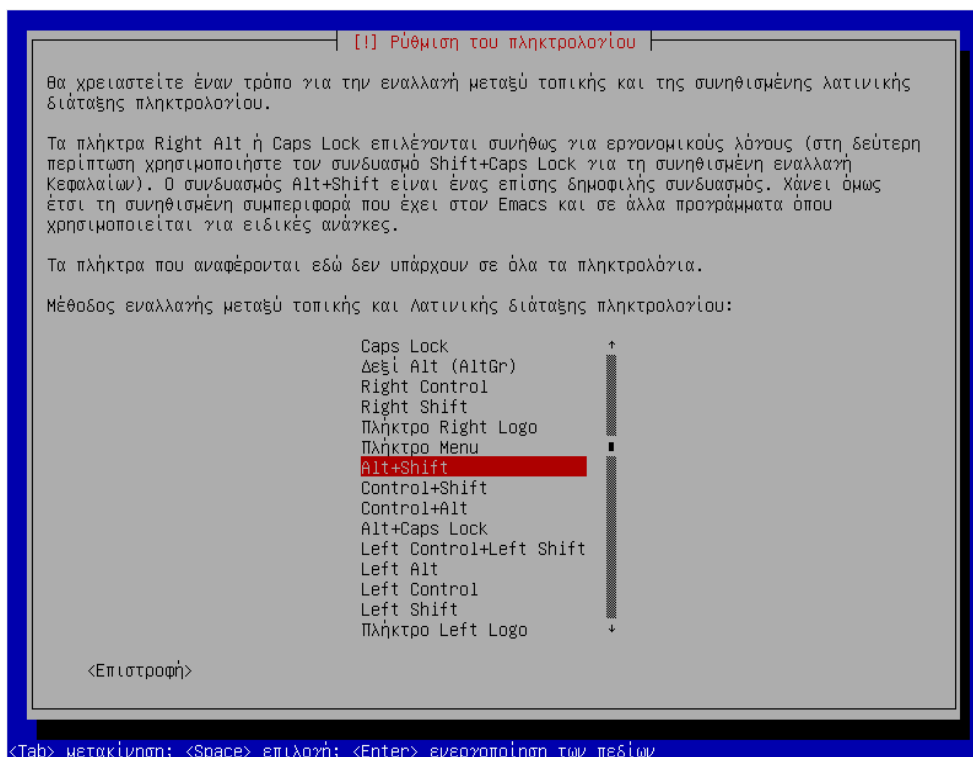 [!] Ρύθμιση του πληκτρολογίου
Θα χρειαστείτε έναν τρόπο για την εναλλαγή μεταξύ τοπικής και της συνηθισμένης λατινικής
διάταξης πληκτρολογίου.
Τα πλήκτρα Right Alt ή Caps Lock επιλέγονται συνήθως για εργονομικούς λόγους (στη δεύτερη
περίπτωση χρησιμοποιήστε τον συνδυασμό Shift+Caps Lock για τη συνηθισμένη εναλλαγή
Κεφαλαίων). Ο συνδυασμός Alt+Shift είναι ένας επίσης δημοφιλής συνδυασμός. Χάνει όμως
έτσι τη συνηθισμένη συμπεριφορά που έχει στον Emacs και σε άλλα προγράμματα όπου
χρησιμοποιείται για ειδικές ανάγκες.
Τα πλήκτρα που αναφέρονται εδώ δεν υπάρχουν σε όλα τα πληκτρολόγια.
Μέθοδος εναλλαγής μεταξύ τοπικής και Λατινικής διάταξης πληκτρολογίου:
Caps Lock
Δεξί Alt (AltGr)
Right Control
Right Shift
Πλήκτρο Right Logo
Πλήκτρο Menu
Alt+Shift
Control+Shift
Control+Alt
Alt+Caps Lock
Left Control+Left Shift
Left Alt
Left Control
Left Shift
Πλήκτρο Left Logo
<Επιστροφή>
<Tab> μετακίνηση; <Space> επιλογή; <Enter> ενεργοποίηση των πεδίων